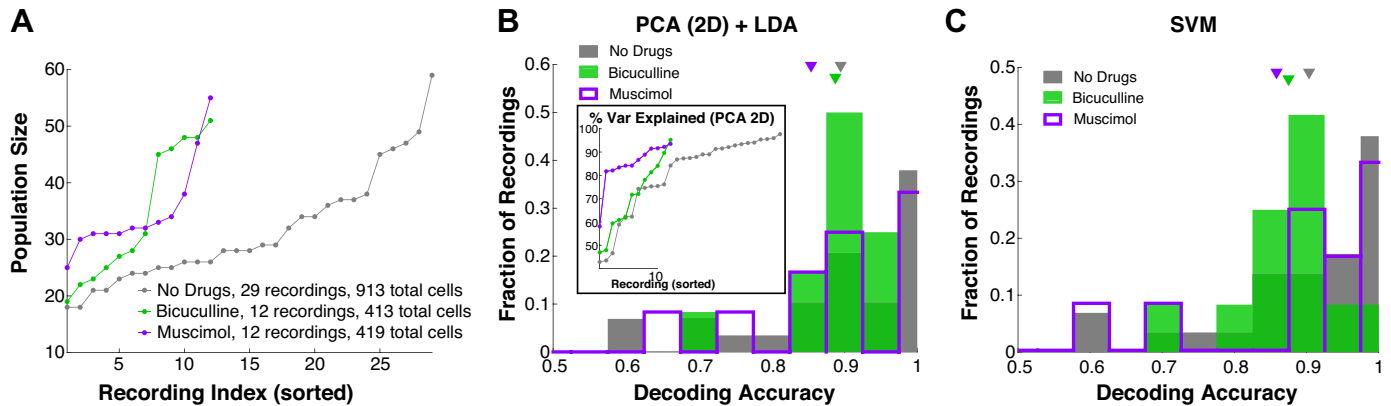 A
Population Size
60
50
40
30
20
10
5
10
15
20
25
No Drugs, 29 recordings, 913 total cells
Bicuculline, 12 recordings, 413 total cells
Muscimol, 12 recordings, 419 total cells
Recording Index (sorted)
B
PCA (2D) + LDA
No Drugs
Bicuculline
Muscimol
Fraction of Recordings
0.6
0.5
0.4
0.3
0.2
0.1
0
% Var Explained (PCA 2D)
100
90
80
70
60
50
10
Recording (sorted)
0.5
0.6
0.7
0.8
0.9
1
Decoding Accuracy
C
SVM
No Drugs
Bicuculline
Muscimol
Fraction of Recordings
0.5
0.4
0.3
0.2
0.1
0
0.5
0.6
0.7
0.8
0.9
1
Decoding Accuracy